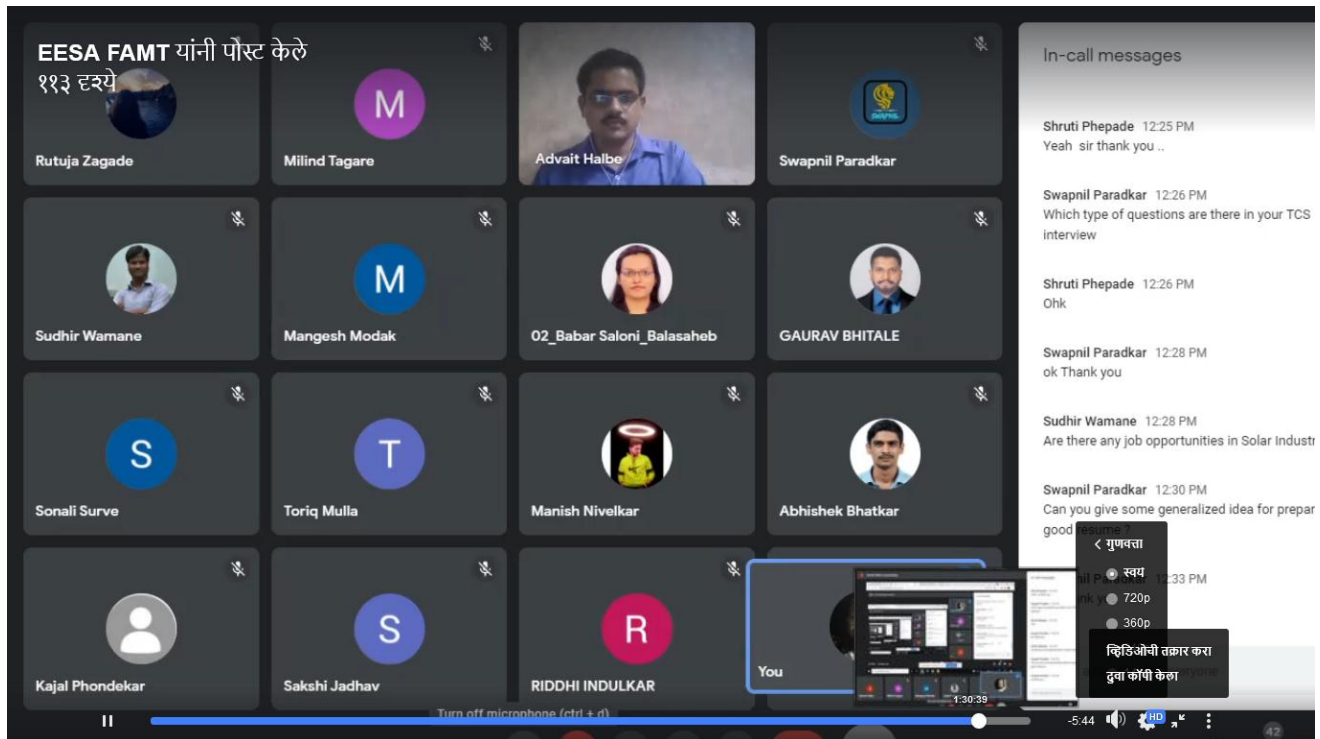 EESA FAMT यांनी पोस्ट केले
११३ दृश्ये
Rutuja Zagade
M
Milind Tagare
Advait Halbe
SWAPNIL
Swapnil Paradkar
Sudhir Wamane
M
Mangesh Modak
02_Babar Saloni_Balasaheb
GAURAV BHITALE
S
Sonali Surve
T
Toriq Mulla
Manish Nivelkar
Abhishek Bhatkar
Kajal Phondekar
S
Sakshi Jadhav
R
RIDDHI INDULKAR
You
In-call messages
Shruti Phepade 12:25 PM
Yeah sir thank you ..
Swapnil Paradkar 12:26 PM
Which type of questions are there in your TCS
interview
Shruti Phepade 12:26 PM
Ohk
Swapnil Paradkar 12:28 PM
ok Thank you
Sudhir Wamane 12:28 PM
Are there any job opportunities in Solar Industr
Swapnil Paradkar 12:30 PM
Can you give some generalized idea for prepar
good resume ?
12:33 PM
< गुणवत्ता
स्वयं
720p
360p
व्हिडिओची तक्रार करा
दुवा कॉपी केला
1:30:39
Turn off microphone (ctrl + d)
-5:44
HD
42